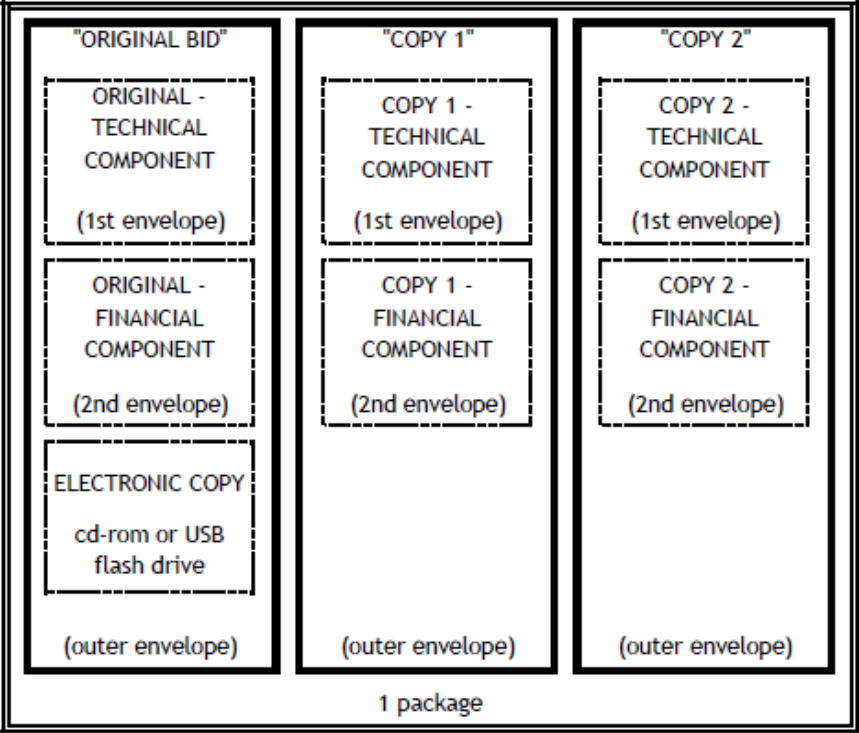 "ORIGINAL BID"
ORIGINAL -
TECHNICAL
COMPONENT
(1st envelope)
ORIGINAL -
FINANCIAL
COMPONENT
(2nd envelope)
ELECTRONIC COPY
cd-rom or USB
flash drive
(outer envelope)
"COPY 1"
COPY 1 -
TECHNICAL
COMPONENT
(1st envelope)
COPY 1 -
FINANCIAL
COMPONENT
(2nd envelope)
(outer envelope)
"COPY 2"
COPY 2 -
TECHNICAL
COMPONENT
(1st envelope)
COPY 2 -
FINANCIAL
COMPONENT
(2nd envelope)
(outer envelope)
1 package